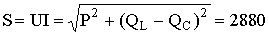 S = UI = √(P² + (Q_L − Q_C)²) = 2880